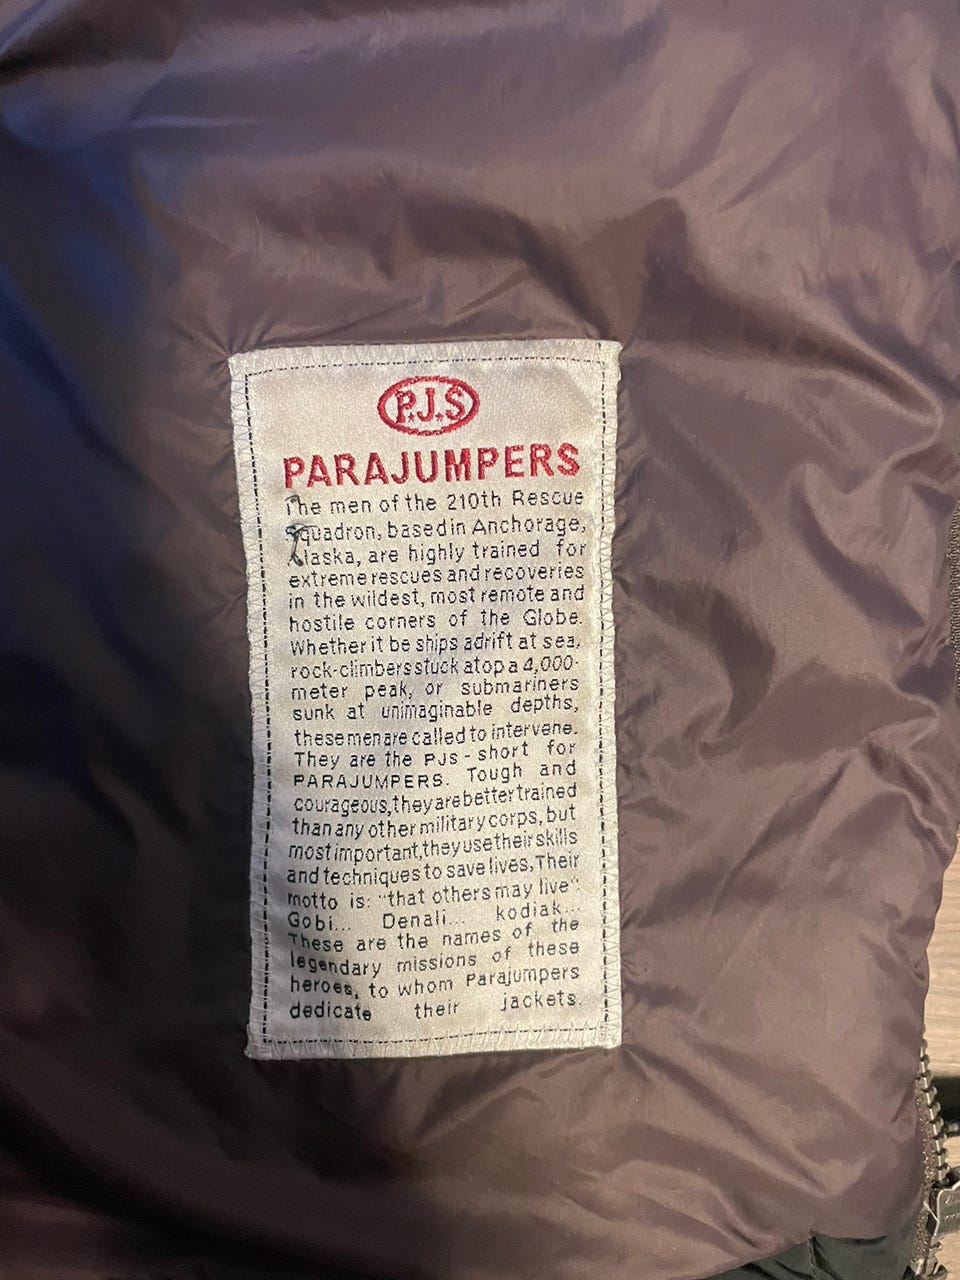 P.J.S
PARAJUMPERS
The men of the 210th Rescue
Squadron, based in Anchorage,
Alaska, are highly trained for
extreme rescues and recoveries
in the wildest, most remote and
hostile corners of the Globe.
Whether it be ships adrift at sea,
rock-climbers stuck atop a 4,000-
meter peak, or submariners
sunk at unimaginable depths,
these men are called to intervene.
They are the PJs - short for
PARAJUMPERS. Tough and
courageous, they are better trained
than any other military corps, but
most important, they use their skills
and techniques to save lives, Their
motto is: "that others may live":
Gobi... Denali... kodiak...
These are the names of the
legendary missions of these
heroes, to whom Parajumpers
dedicate their jackets.